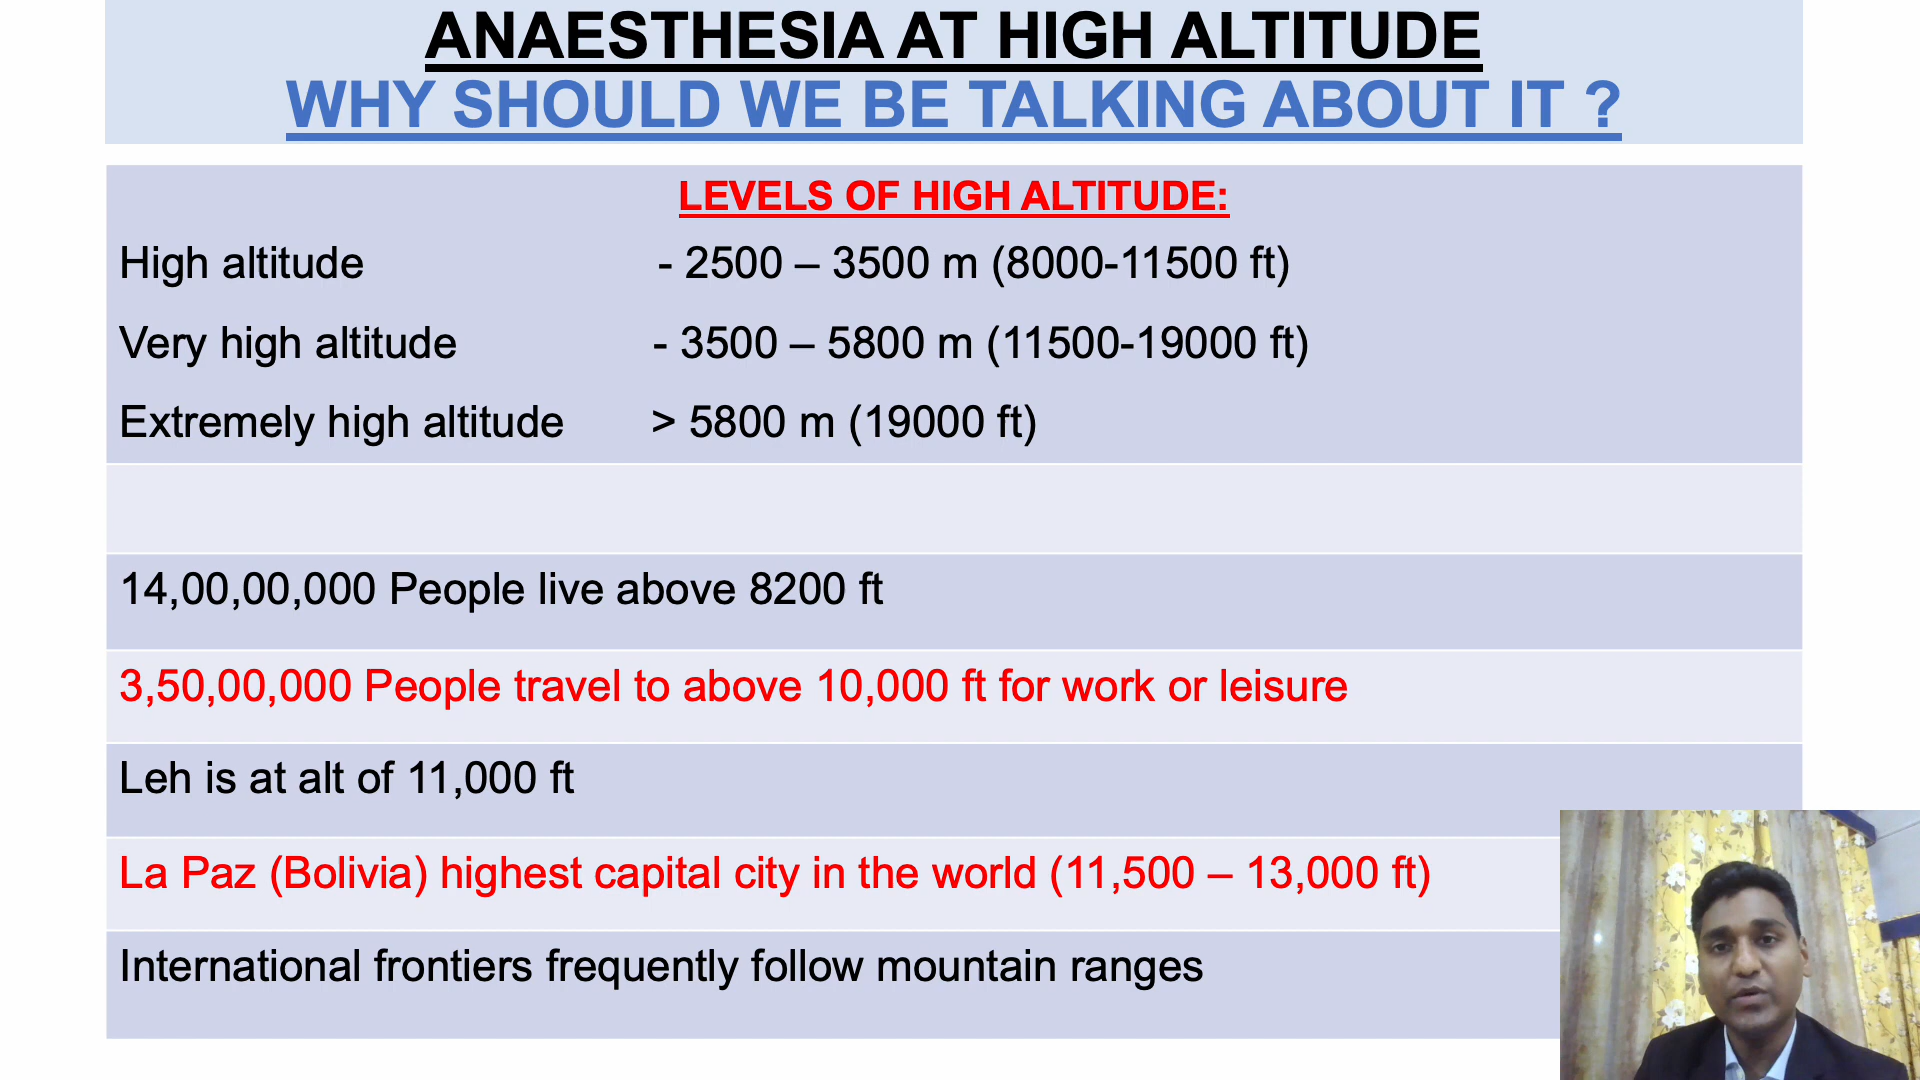 ANAESTHESIA AT HIGH ALTITUDE
WHY SHOULD WE BE TALKING ABOUT IT ?
LEVELS OF HIGH ALTITUDE:
High altitude - 2500 – 3500 m (8000-11500 ft)
Very high altitude - 3500 – 5800 m (11500-19000 ft)
Extremely high altitude > 5800 m (19000 ft)
14,00,00,000 People live above 8200 ft
3,50,00,000 People travel to above 10,000 ft for work or leisure
Leh is at alt of 11,000 ft
La Paz (Bolivia) highest capital city in the world (11,500 – 13,000 ft)
International frontiers frequently follow mountain ranges